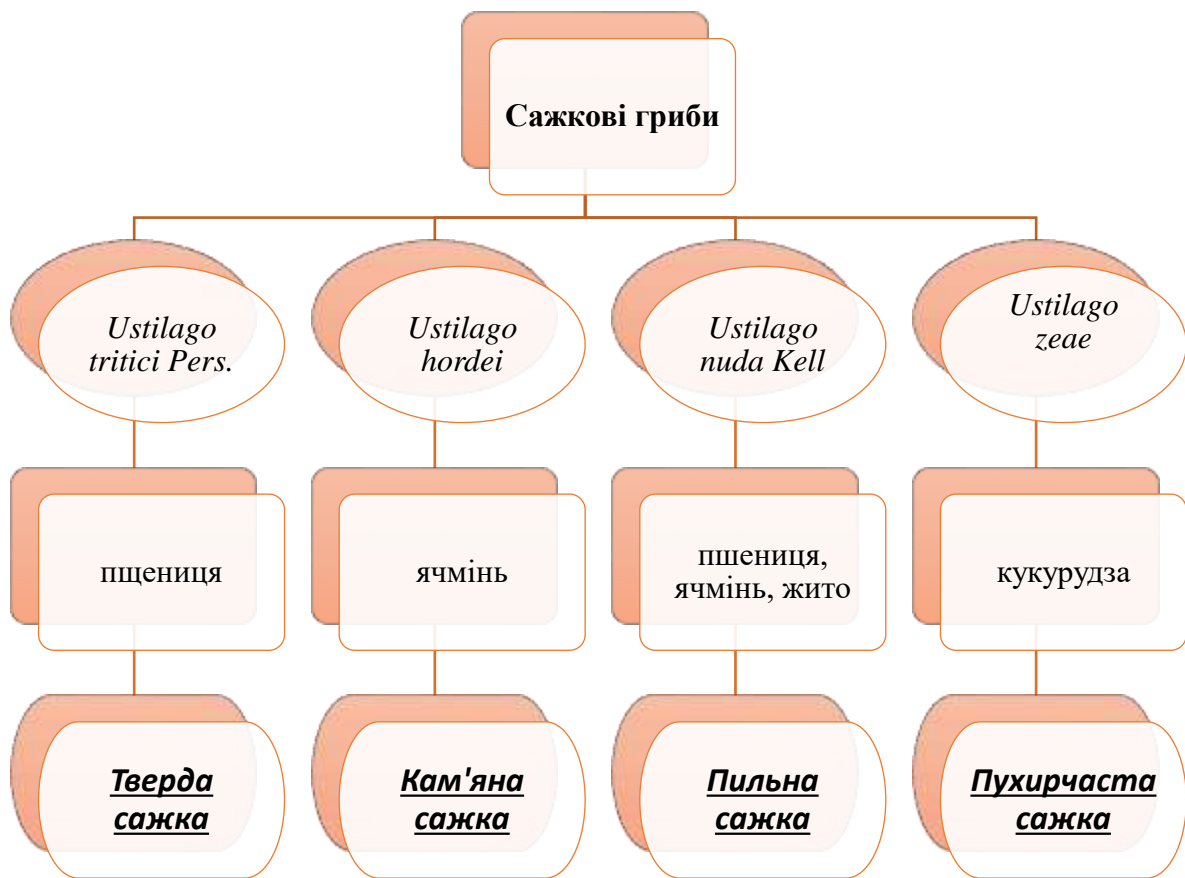 Сажкові гриби
Ustilago
tritici Pers.
Ustilago
hordei
Ustilago
nuda Kell
Ustilago
zeae
пщениця
ячмінь
пшениця,
ячмінь, жито
кукурудза
Тверда
сажка
Кам'яна
сажка
Пильна
сажка
Пухирчаста
сажка